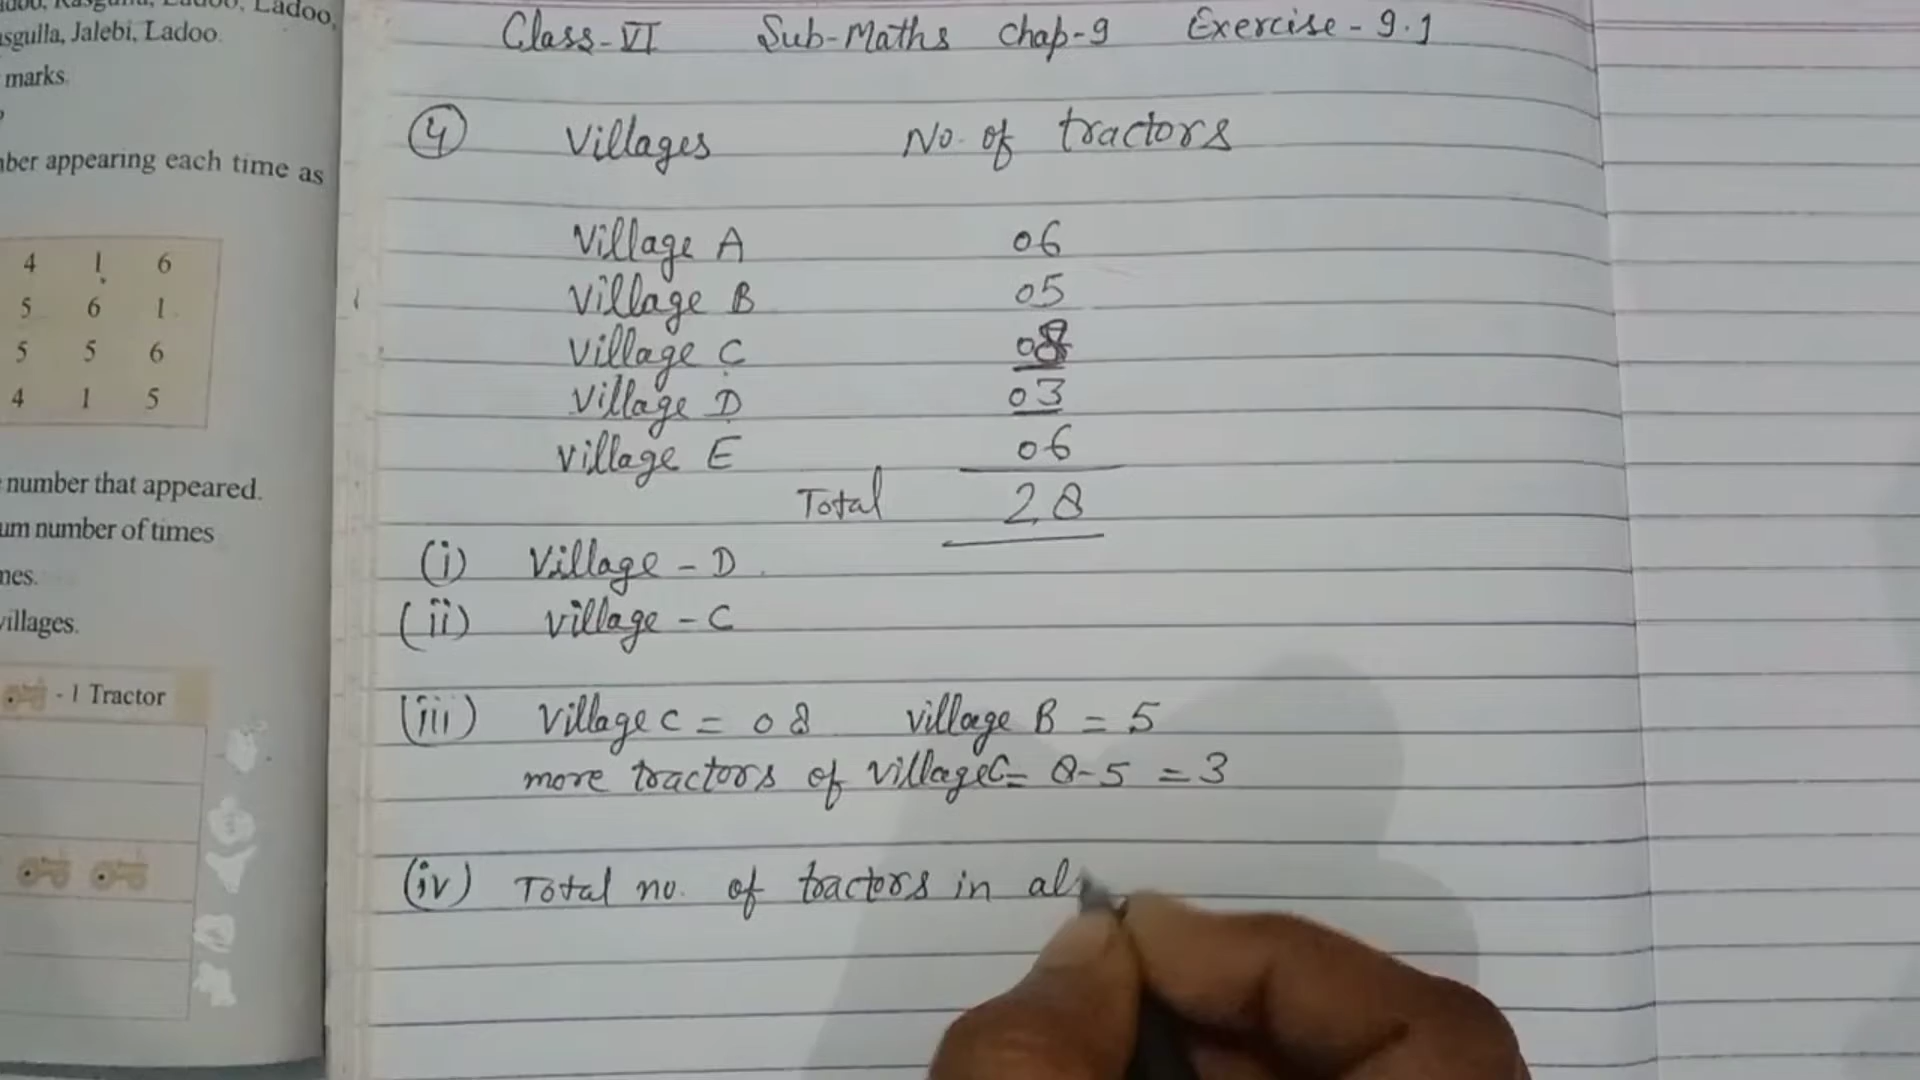 Ladoo,
asgulla, Jalebi, Ladoo.
marks.
nber appearing each time as
4 1 6
5 6 1
5 5 6
4 1 5
number that appeared.
um number of times
nes.
villages.
- 1 Tractor
Class-VI Sub-Maths Chap-9 Exercise-9.1
4 Villages No. of tractors
Village A 06
Village B 05
Village C 08
Village D 03
Village E 06
Total 28
(i) Village - D
(ii) Village - C
(iii) Village C = 08 Village B = 5
more tractors of Village C = 8-5 = 3
(iv) Total no. of tractors in al